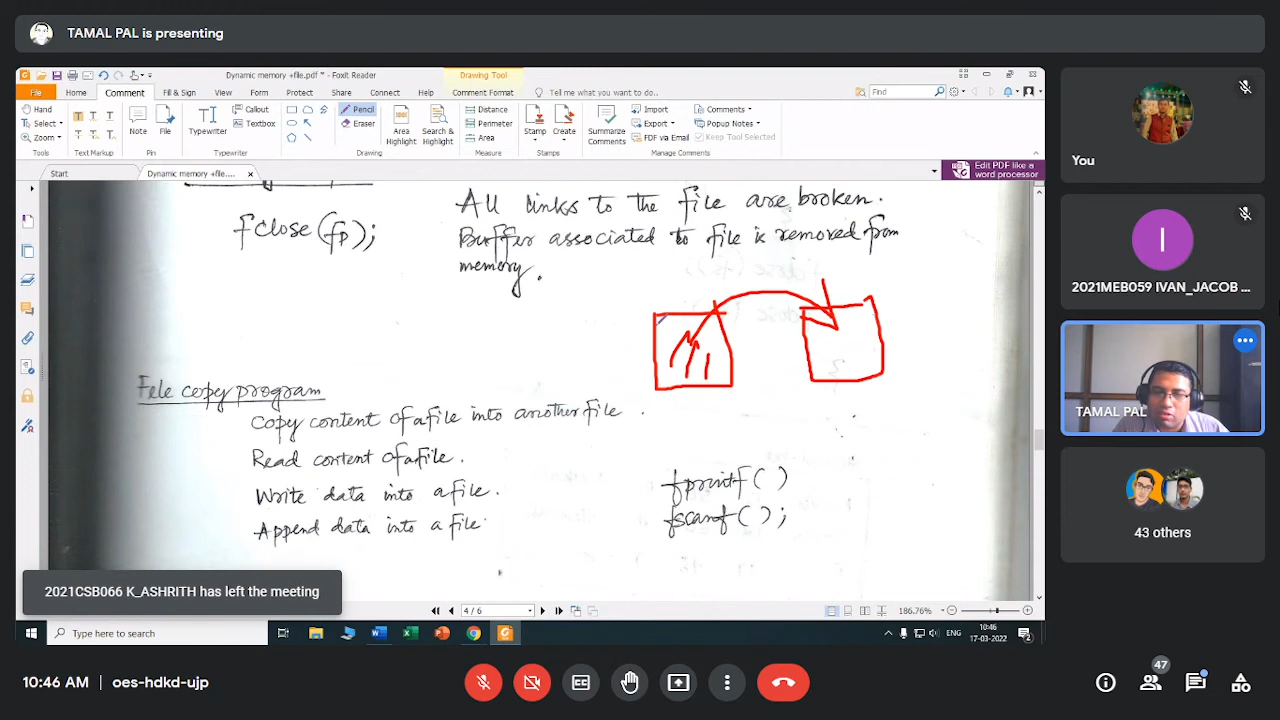 TAMAL PAL is presenting
Dynamic memory +file.pdf * - Foxit Reader
Drawing Tool
File Home Comment View Form Protect Share Connect Help Comment Format Tell me what you want to do..
Fill & Sign
Find
Hand
Select
Zoom
Tools
Text Markup
Note
File
Pin
Typewriter
Callout
Textbox
Typewriter
Pencil
Eraser
Drawing
Area Highlight
Search & Highlight
Distance
Perimeter
Area
Measure
Stamp
Create
Stamps
Summarize Comments
Import
Export
FDF via Email
Comments
Popup Notes
Keep Tool Selected
Manage Comments
Start
Dynamic memory +file....
Edit PDF like a word processor
All links to the file are broken.
fclose(fp);
Buffer associated to file is removed from
memory.
File copy program
Copy content of a file into another file.
Read content of a file.
Write data into a file.
Append data into a file.
fprintf ( )
fscanf ( );
2021CSB066 K_ASHRITH has left the meeting
4 / 6
186.76%
Type here to search
ENG
10:46
17-03-2022
2
You
I
2021MEB059 IVAN_JACOB ...
TAMAL PAL
43 others
10:46 AM | oes-hdkd-ujp
47